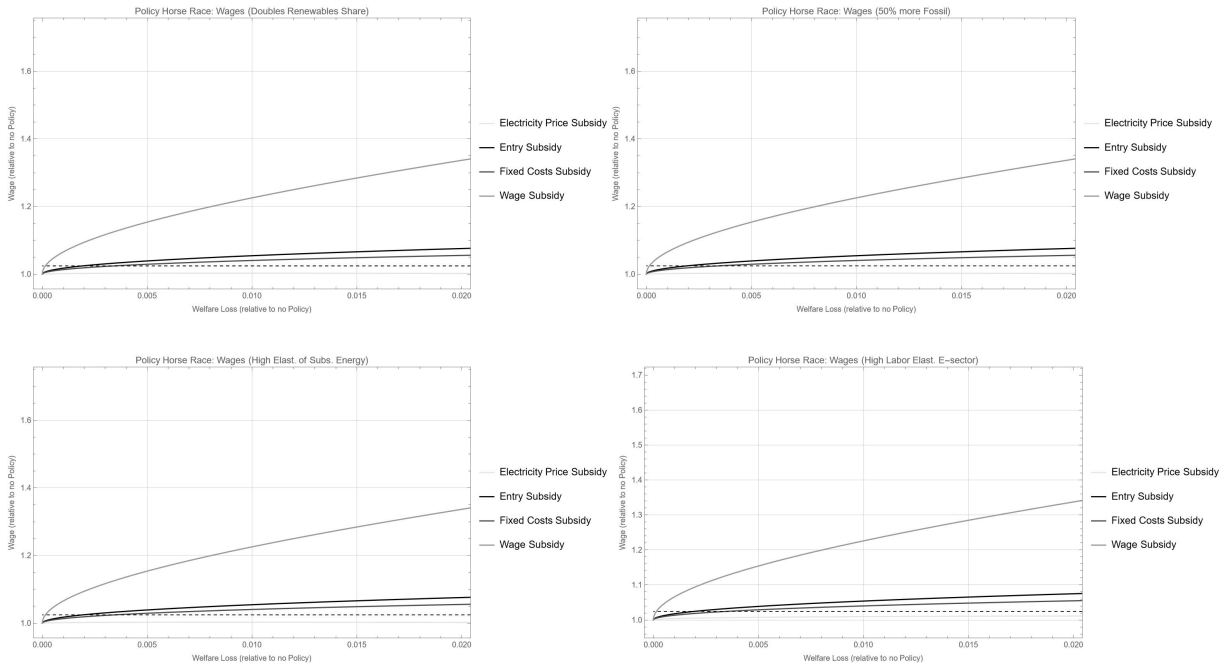 Policy Horse Race: Wages (Doubles Renewables Share)
Wage (relative to no Policy)
1.6
1.4
1.2
1.0
0.000
0.005
0.010
0.015
0.020
Welfare Loss (relative to no Policy)
Electricity Price Subsidy
Entry Subsidy
Fixed Costs Subsidy
Wage Subsidy
Policy Horse Race: Wages (50% more Fossil)
Wage (relative to no Policy)
1.6
1.4
1.2
1.0
0.000
0.005
0.010
0.015
0.020
Welfare Loss (relative to no Policy)
Electricity Price Subsidy
Entry Subsidy
Fixed Costs Subsidy
Wage Subsidy
Policy Horse Race: Wages (High Elast. of Subs. Energy)
Wage (relative to no Policy)
1.6
1.4
1.2
1.0
0.000
0.005
0.010
0.015
0.020
Welfare Loss (relative to no Policy)
Electricity Price Subsidy
Entry Subsidy
Fixed Costs Subsidy
Wage Subsidy
Policy Horse Race: Wages (High Labor Elast. E−sector)
Wage (relative to no Policy)
1.7
1.6
1.5
1.4
1.3
1.2
1.1
1.0
0.000
0.005
0.010
0.015
0.020
Welfare Loss (relative to no Policy)
Electricity Price Subsidy
Entry Subsidy
Fixed Costs Subsidy
Wage Subsidy